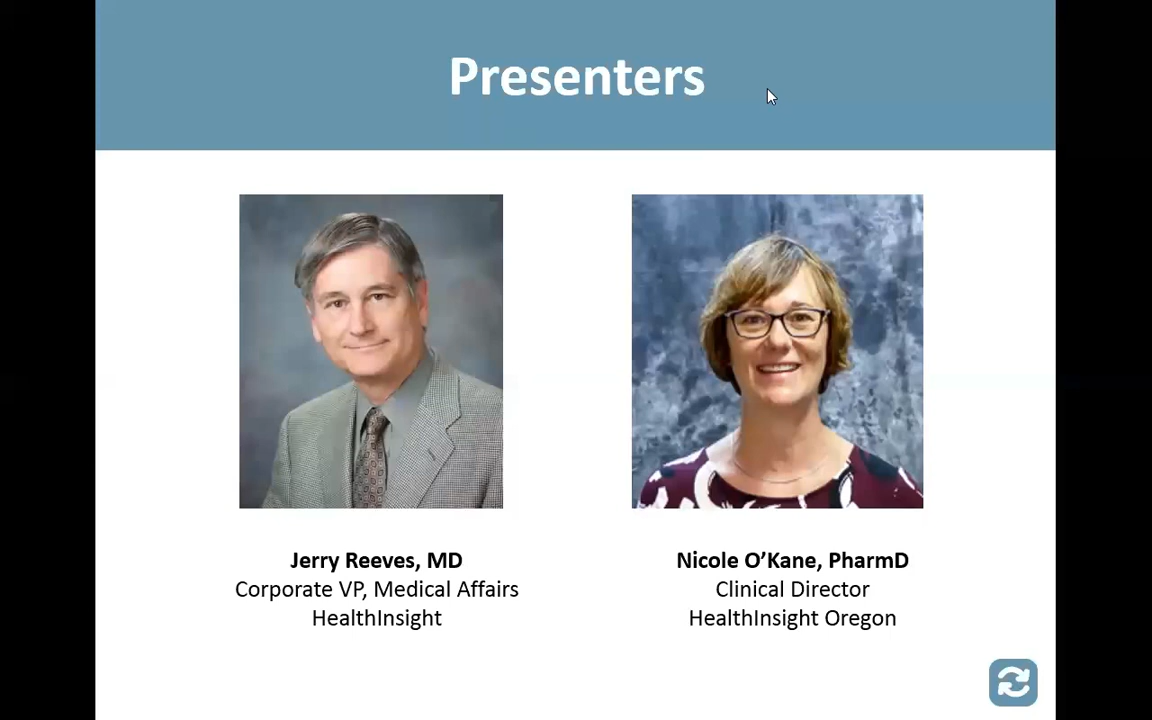 Presenters
Jerry Reeves, MD
Corporate VP, Medical Affairs
HealthInsight
Nicole O’Kane, PharmD
Clinical Director
HealthInsight Oregon